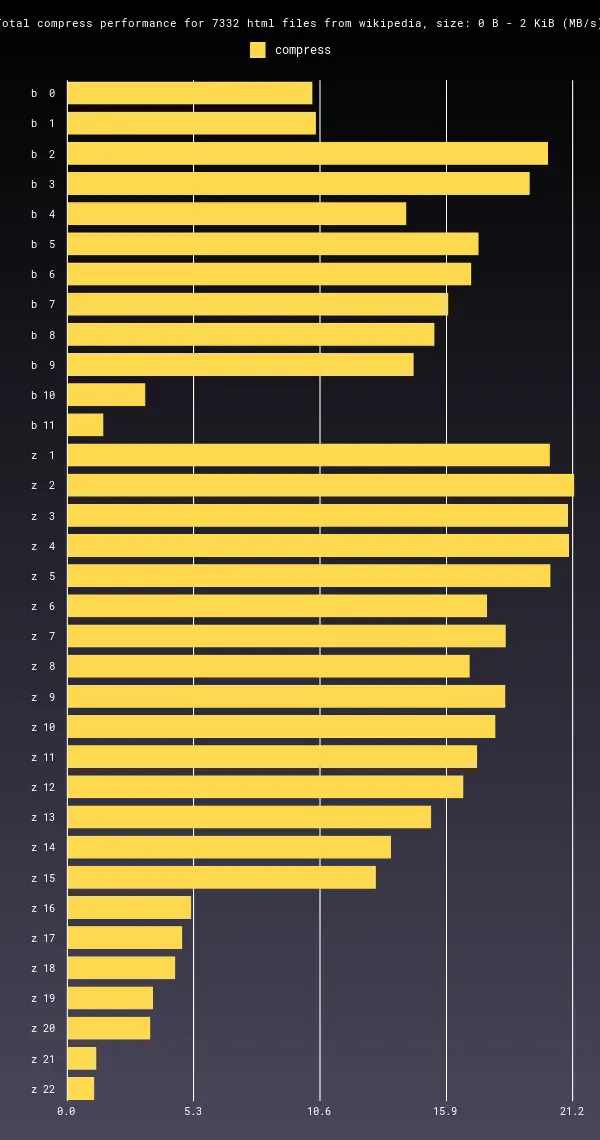 Total compress performance for 7332 html files from wikipedia, size: 0 B - 2 KiB (MB/s)
compress
b 0
b 1
b 2
b 3
b 4
b 5
b 6
b 7
b 8
b 9
b 10
b 11
z 1
z 2
z 3
z 4
z 5
z 6
z 7
z 8
z 9
z 10
z 11
z 12
z 13
z 14
z 15
z 16
z 17
z 18
z 19
z 20
z 21
z 22
0.0 5.3 10.6 15.9 21.2